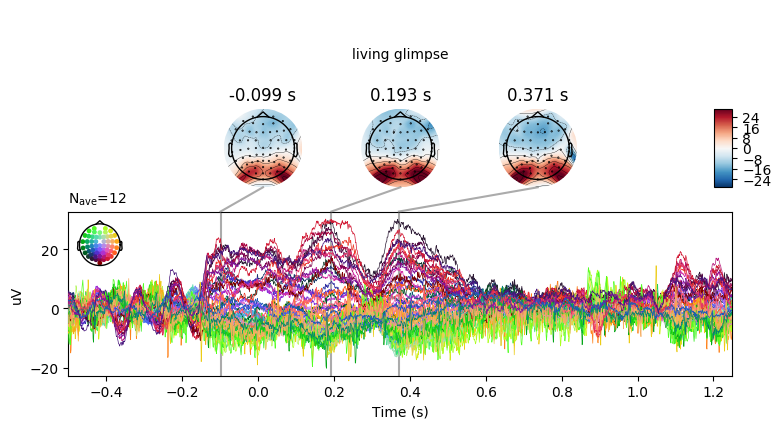 living glimpse
-0.099 s 0.193 s 0.371 s
24
16
8
0
−8
−16
−24
Nave=12
20
0
−20
uV
−0.4 −0.2 0.0 0.2 0.4 0.6 0.8 1.0 1.2
Time (s)